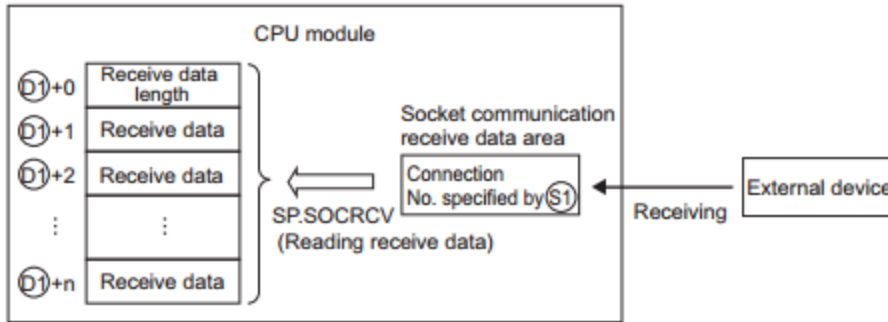 CPU module
D1+0
Receive data
length
D1+1
Receive data
D1+2
Receive data
⋮
⋮
D1+n
Receive data
SP.SOCRCV
(Reading receive data)
Socket communication
receive data area
Connection
No. specified by S1
Receiving
External device